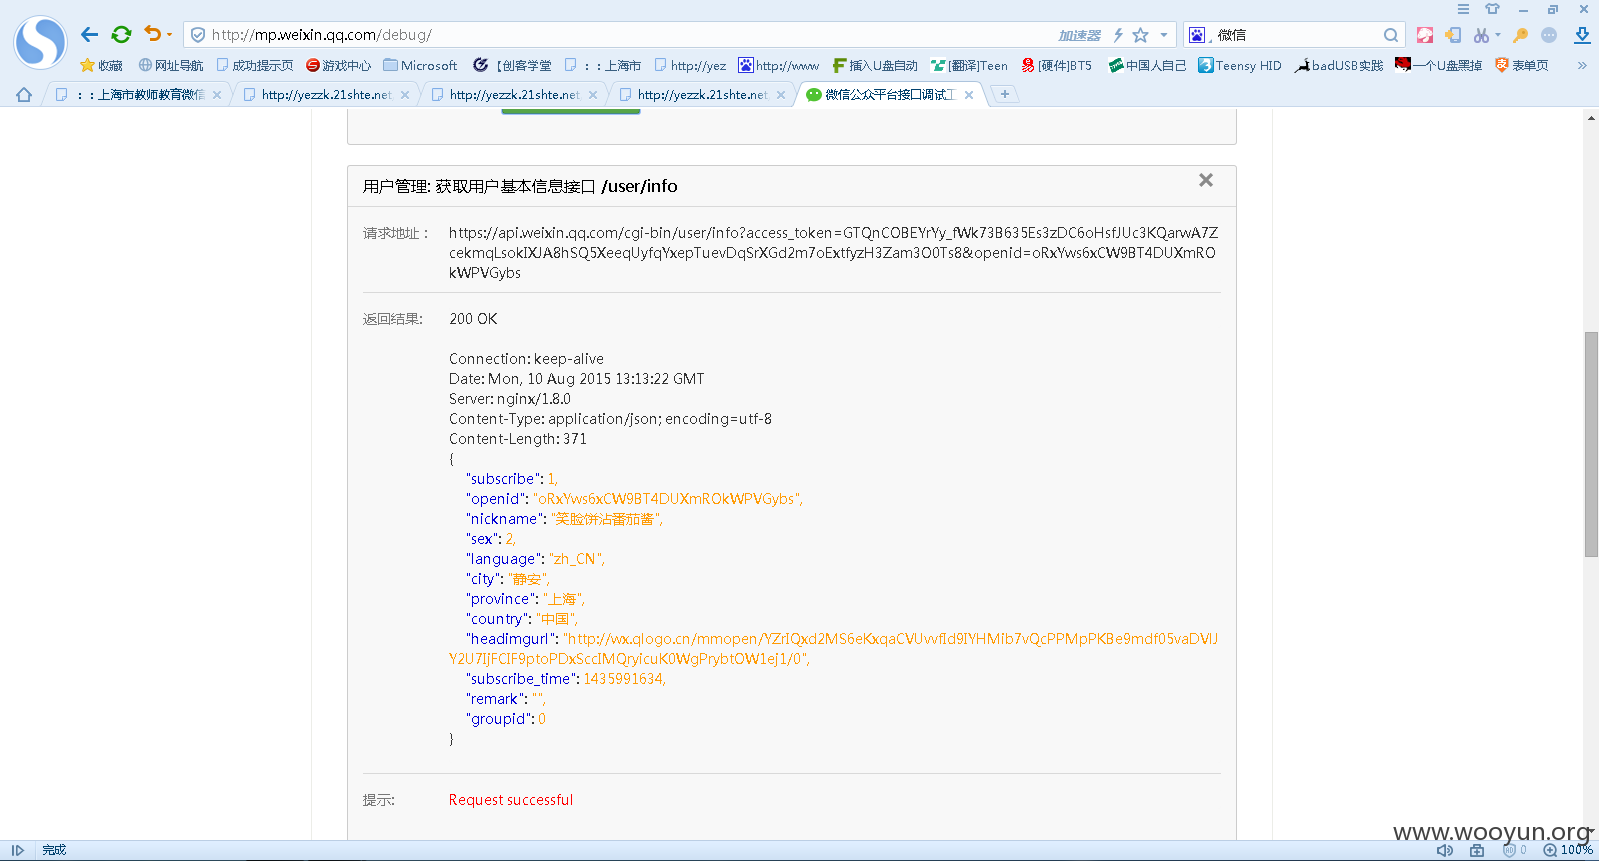 http://mp.weixin.qq.com/debug/
加速器
微信
收藏
网址导航
成功提示页
游戏中心
Microsoft
【创客学堂
：：上海市
http://yez
http://www
插入U盘自动
[翻译]Teen
[硬件]BT5
中国人自己
Teensy HID
badUSB实践
一个U盘黑掉
表单页
：：上海市教师教育微信
http://yezzk.21shte.net
http://yezzk.21shte.net
http://yezzk.21shte.net
微信公众平台接口调试工
用户管理: 获取用户基本信息接口 /user/info
请求地址：
https://api.weixin.qq.com/cgi-bin/user/info?access_token=GTQnCOBEYrYy_fWk73B635Es3zDC6oHsfJUc3KQarwA7Z
cekmqLsokIXJA8hSQ5XeeqUyfqYxepTuevDqSrXGd2m7oExtfyzH3Zam3O0Ts8&openid=oRxYws6xCW9BT4DUXmRO
kWPVGybs
返回结果:
200 OK
Connection: keep-alive
Date: Mon, 10 Aug 2015 13:13:22 GMT
Server: nginx/1.8.0
Content-Type: application/json; encoding=utf-8
Content-Length: 371
{
"subscribe": 1,
"openid": "oRxYws6xCW9BT4DUXmROkWPVGybs",
"nickname": "笑脸饼沾番茄酱",
"sex": 2,
"language": "zh_CN",
"city": "静安",
"province": "上海",
"country": "中国",
"headimgurl": "http://wx.qlogo.cn/mmopen/YZrIQxd2MS6eKxqaCVUvvfId9IYHMib7vQcPPMpPKBe9mdf05vaDVlJ
Y2U7IjFCIF9ptoPDxSccIMQryicuK0WgPrybtOW1ej1/0",
"subscribe_time": 1435991634,
"remark": "",
"groupid": 0
}
提示:
Request successful
www.wooyun.org
完成
0
100%